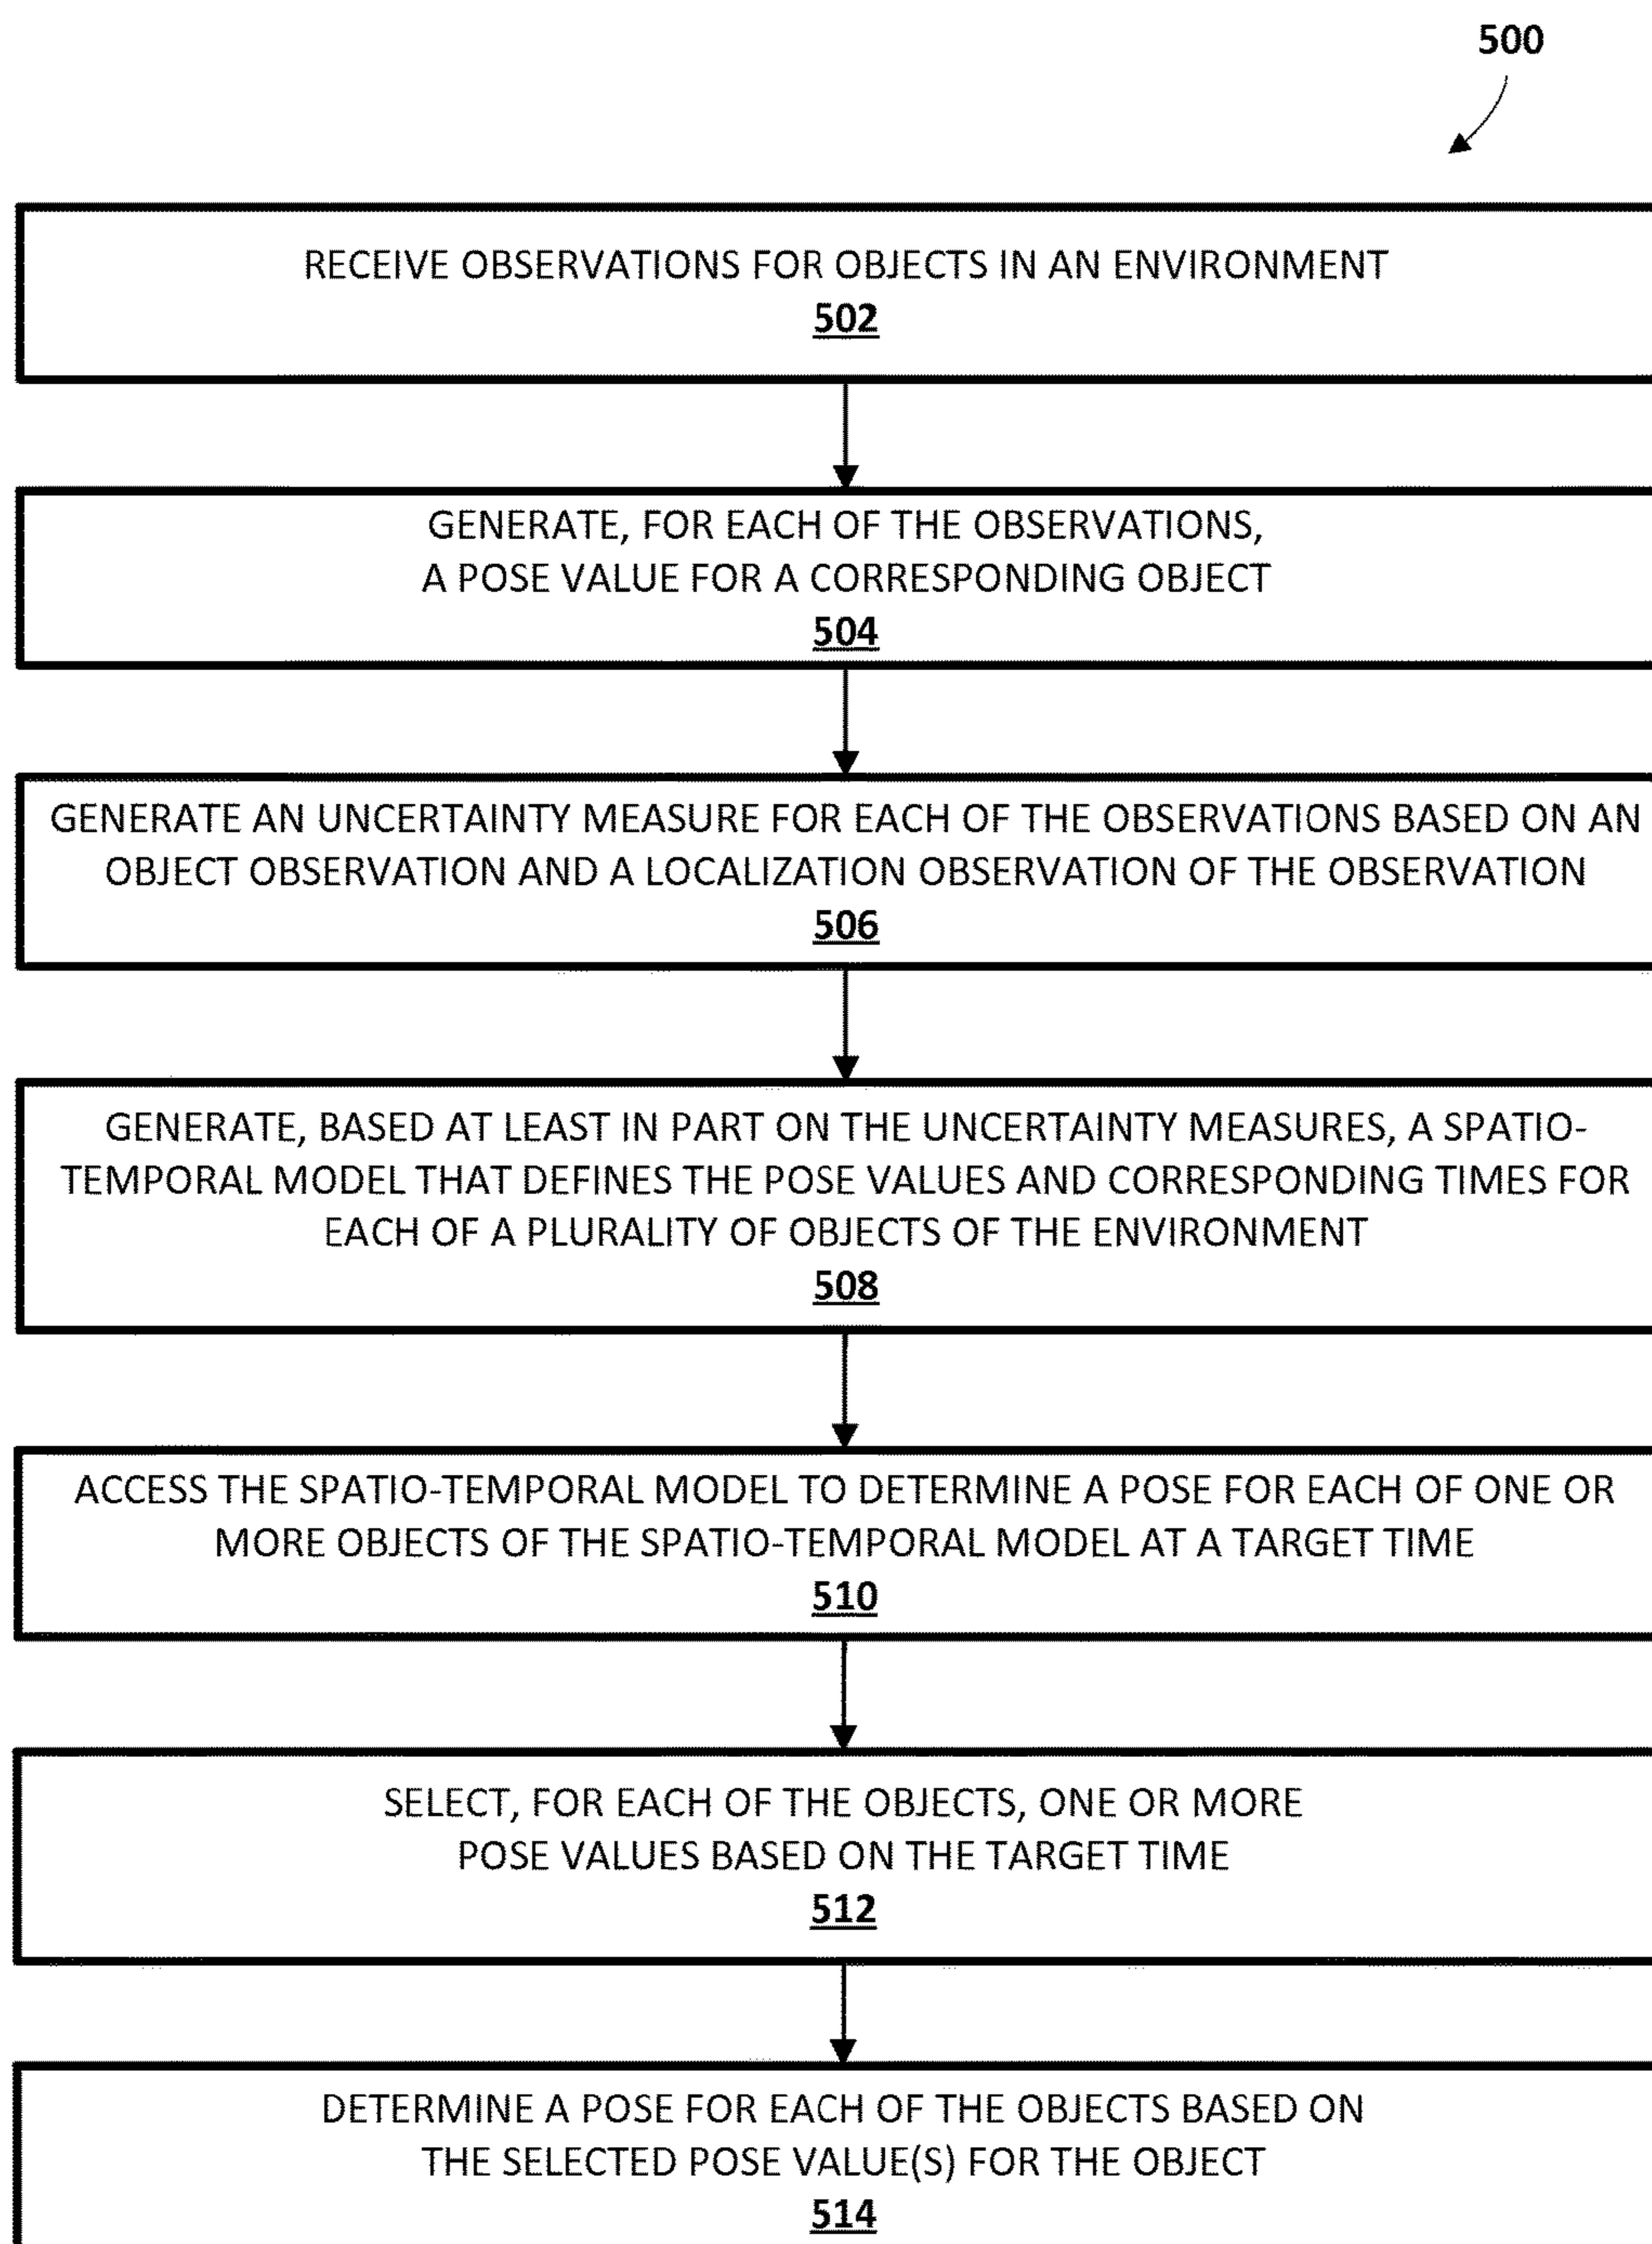 500
RECEIVE OBSERVATIONS FOR OBJECTS IN AN ENVIRONMENT
502
GENERATE, FOR EACH OF THE OBSERVATIONS,
A POSE VALUE FOR A CORRESPONDING OBJECT
504
GENERATE AN UNCERTAINTY MEASURE FOR EACH OF THE OBSERVATIONS BASED ON AN
OBJECT OBSERVATION AND A LOCALIZATION OBSERVATION OF THE OBSERVATION
506
GENERATE, BASED AT LEAST IN PART ON THE UNCERTAINTY MEASURES, A SPATIO-
TEMPORAL MODEL THAT DEFINES THE POSE VALUES AND CORRESPONDING TIMES FOR
EACH OF A PLURALITY OF OBJECTS OF THE ENVIRONMENT
508
ACCESS THE SPATIO-TEMPORAL MODEL TO DETERMINE A POSE FOR EACH OF ONE OR
MORE OBJECTS OF THE SPATIO-TEMPORAL MODEL AT A TARGET TIME
510
SELECT, FOR EACH OF THE OBJECTS, ONE OR MORE
POSE VALUES BASED ON THE TARGET TIME
512
DETERMINE A POSE FOR EACH OF THE OBJECTS BASED ON
THE SELECTED POSE VALUE(S) FOR THE OBJECT
514